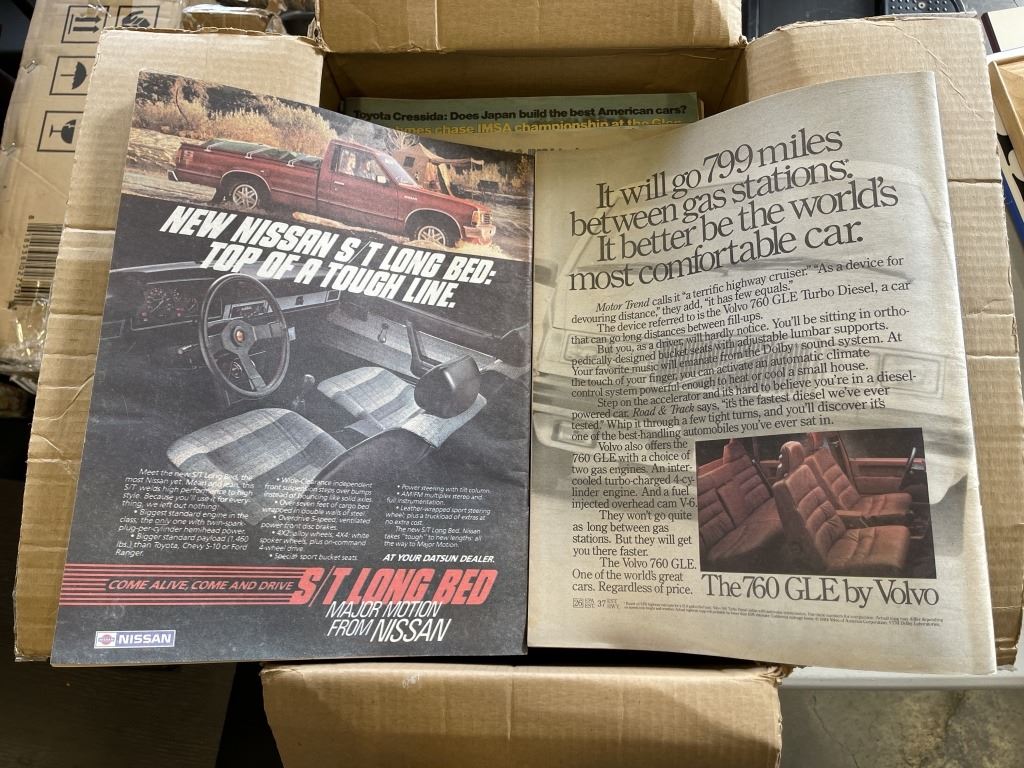 Toyota Cressida: Does Japan build the best American cars?
chase IMSA championship at the
NEW NISSAN S/T LONG BED:
TOP OF A TOUGH LINE.
Meet the new S/T Long Bed, the
most Nissan yet. Mean and lean, this
S/T welds high performance to high
style. Because you'll use it for every-
thing, we left out nothing:
• Biggest standard engine in the
class, the only one with twin-spark-
plug-per-cylinder hemi-head power.
• Bigger standard payload (1,460
lbs.) than Toyota, Chevy S-10 or Ford
Ranger.
• Wide-Clearance independent
front suspension steps over bumps
instead of bouncing like solid axles.
• Over seven feet of cargo bed
wrapped in double walls of steel.
• Overdrive 5-speed, ventilated
power front disc brakes.
• 4X2: alloy wheels; 4X4: white
spoker wheels, plus on-command
4-wheel drive.
• Special sport bucket seats.
• Power steering with tilt column.
• AM/FM multiplex stereo and
full instrumentation.
• Leather-wrapped sport steering
wheel; plus a truckload of extras at
no extra cost.
The new S/T Long Bed. Nissan
takes "tough" to new lengths: all
the way to Major Motion.
AT YOUR DATSUN DEALER.
COME ALIVE, COME AND DRIVE
S/T LONG BED
MAJOR MOTION
FROM NISSAN
NISSAN
It will go 799 miles
between gas stations.
It better be the world's
most comfortable car.
Motor Trend calls it "a terrific highway cruiser." "As a device for
devouring distance," they add, "it has few equals."
The device referred to is the Volvo 760 GLE Turbo Diesel, a car
that can go long distances between fill-ups.
But you, as a driver, will hardly notice. You'll be sitting in ortho-
pedically-designed bucket seats with adjustable lumbar supports.
Your favorite music will emanate from the Dolby sound system. At
the touch of your finger, you can activate an automatic climate
control system powerful enough to heat or cool a small house.
Step on the accelerator and it's hard to believe you're in a diesel-
powered car. Road & Track says, "it's the fastest diesel we've ever
tested." Whip it through a few tight turns, and you'll discover it's
one of the best-handling automobiles you've ever sat in.
Volvo also offers the
760 GLE with a choice of
two gas engines. An inter-
cooled turbo-charged 4-cy-
linder engine. And a fuel
injected overhead cam V-6.
They won't go quite
as long between gas
stations. But they will get
you there faster.
The Volvo 760 GLE.
One of the world's great
cars. Regardless of price.
The 760 GLE by Volvo